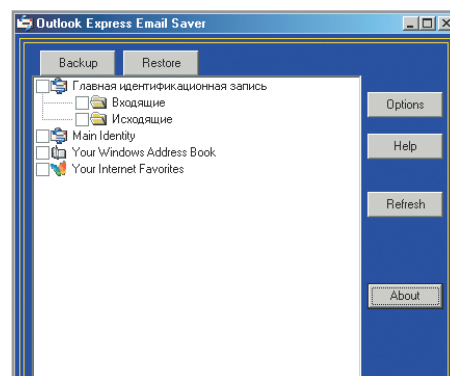 Outlook Express Email Saver
Backup Restore
Главная идентификационная запись
Входящие
Исходящие
Main Identity
Your Windows Address Book
Your Internet Favorites
Options
Help
Refresh
About